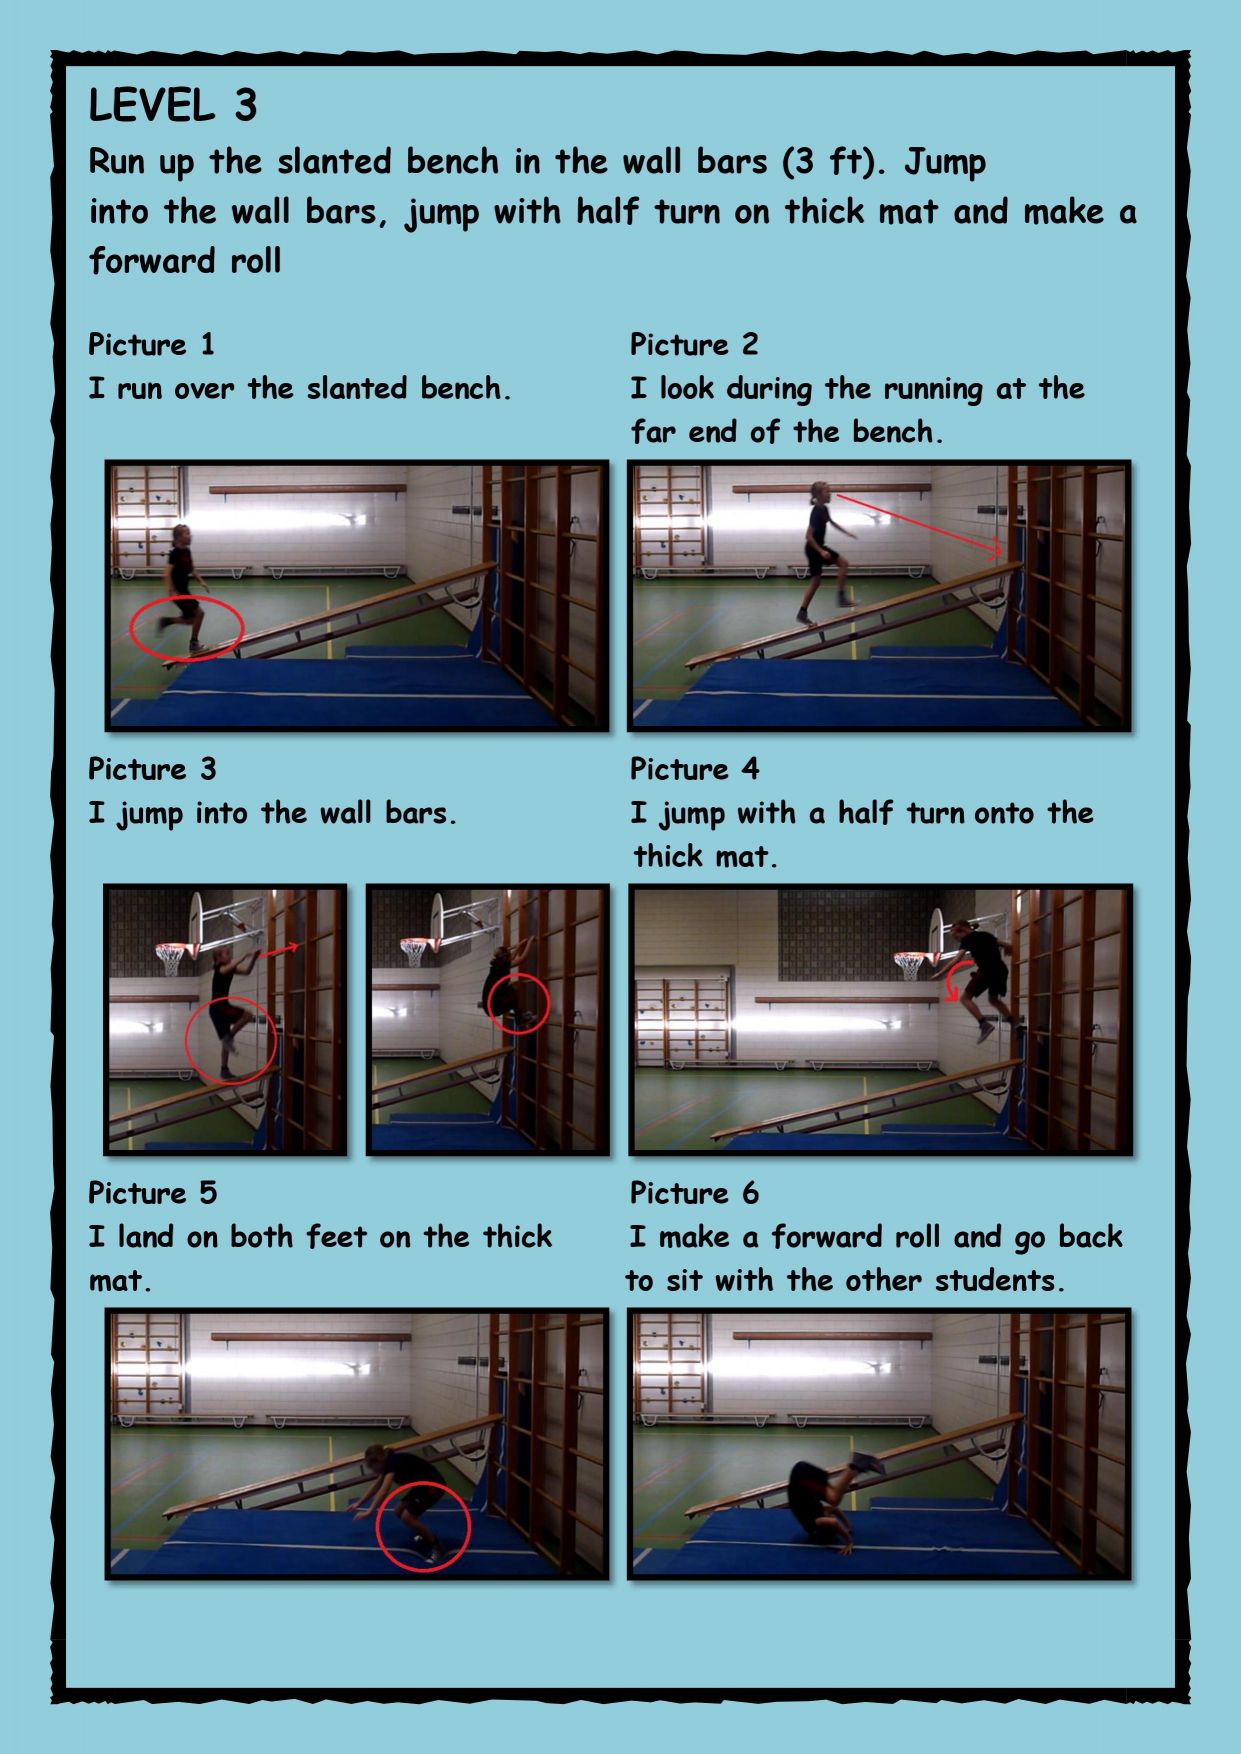 LEVEL 3
Run up the slanted bench in the wall bars (3 ft). Jump
into the wall bars, jump with half turn on thick mat and make a
forward roll
Picture 1
I run over the slanted bench.
Picture 2
I look during the running at the
far end of the bench.
Picture 3
I jump into the wall bars.
Picture 4
I jump with a half turn onto the
thick mat.
Picture 5
I land on both feet on the thick
mat.
Picture 6
I make a forward roll and go back
to sit with the other students.